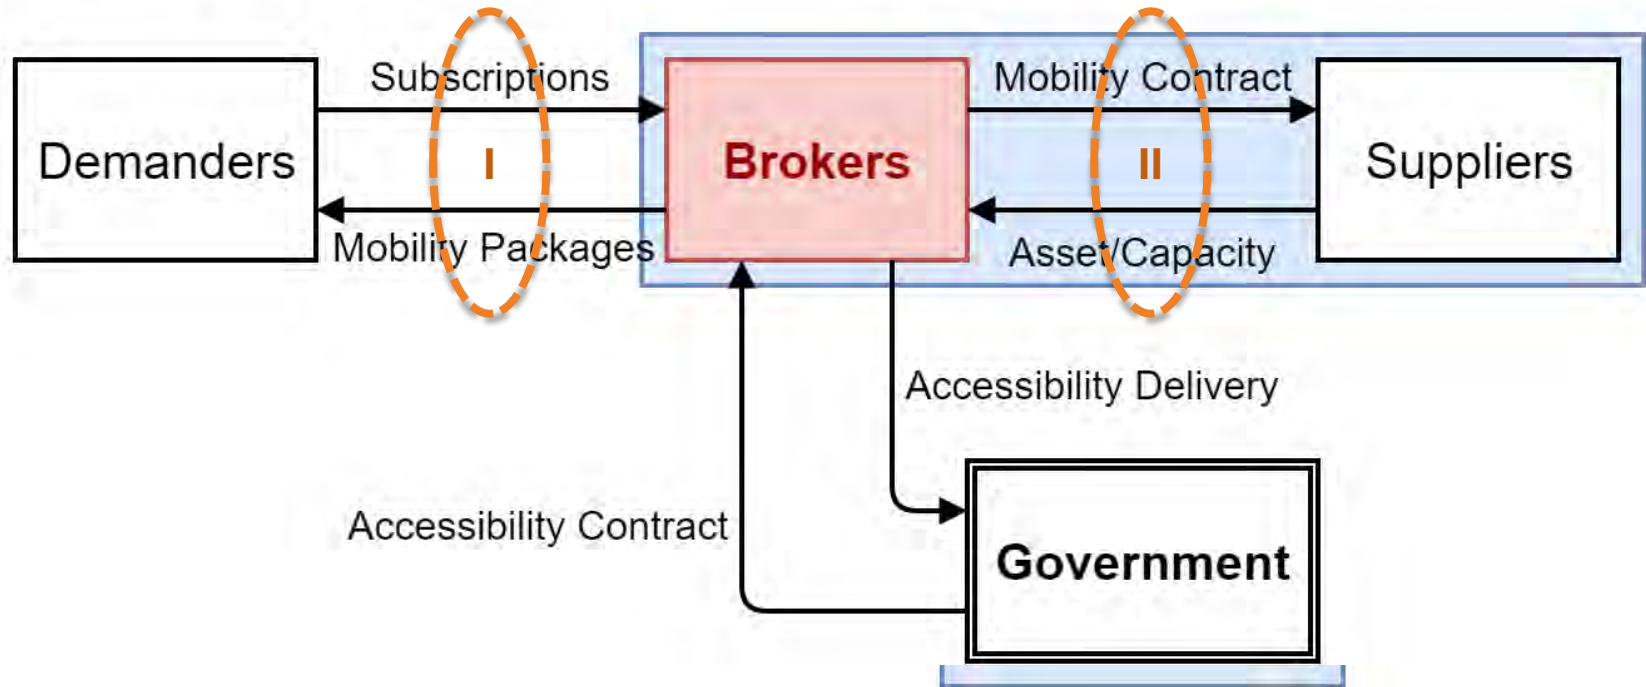 Subscriptions
Mobility Contract
Demanders
I
Brokers
II
Suppliers
Mobility Packages
Asset/Capacity
Accessibility Delivery
Accessibility Contract
Government